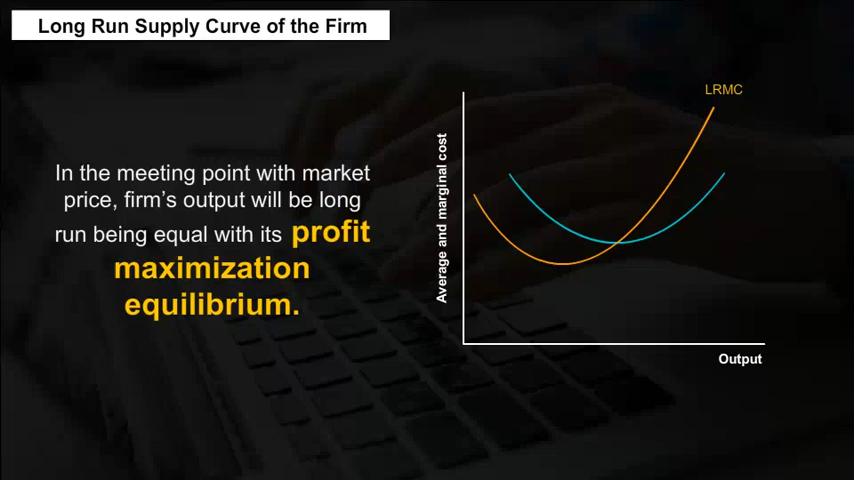 Long Run Supply Curve of the Firm
In the meeting point with market
price, firm's output will be long
run being equal with its profit
maximization
equilibrium.
LRMC
Average and marginal cost
Output